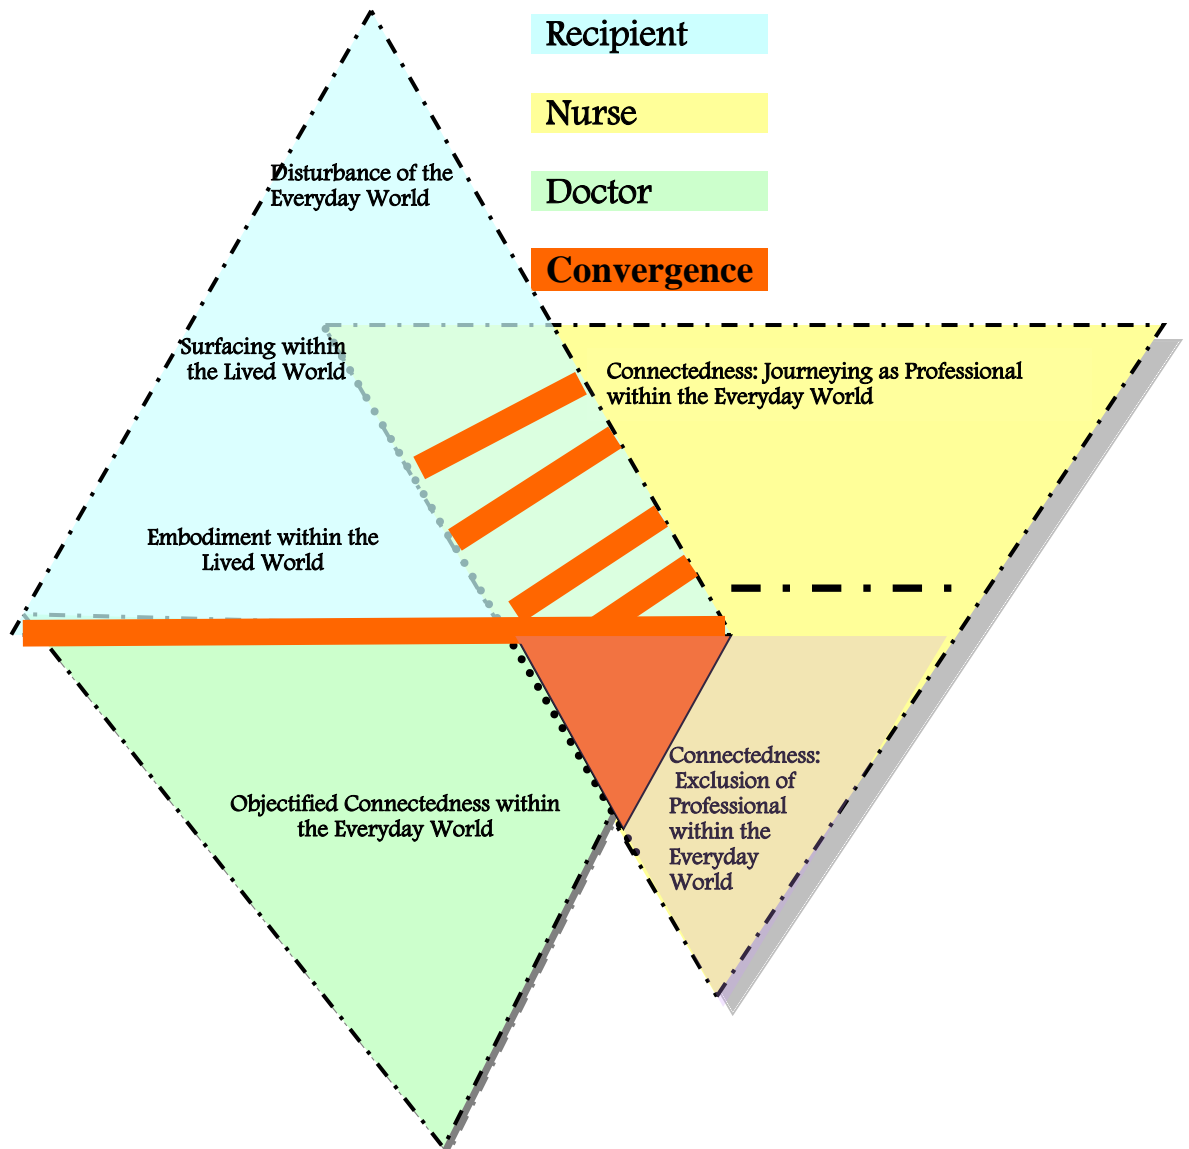 Recipient
Nurse
Doctor
Convergence
Disturbance of the
Everyday World
Surfacing within
the Lived World
Connectedness: Journeying as Professional
within the Everyday World
Embodiment within the
Lived World
Objectified Connectedness within
the Everyday World
Connectedness:
Exclusion of
Professional
within the
Everyday
World